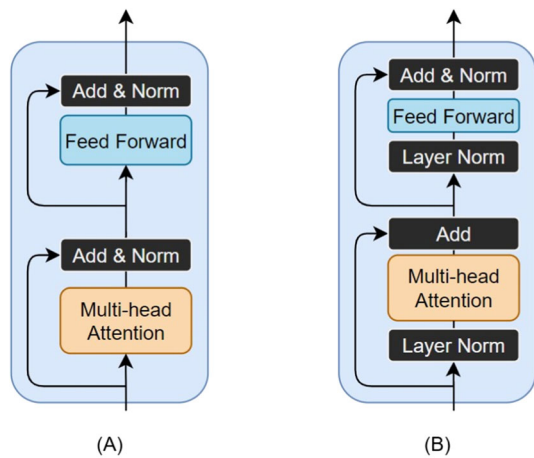 Add & Norm
Feed Forward
Add & Norm
Multi-head
Attention
(A)
Add & Norm
Feed Forward
Layer Norm
Add
Multi-head
Attention
Layer Norm
(B)